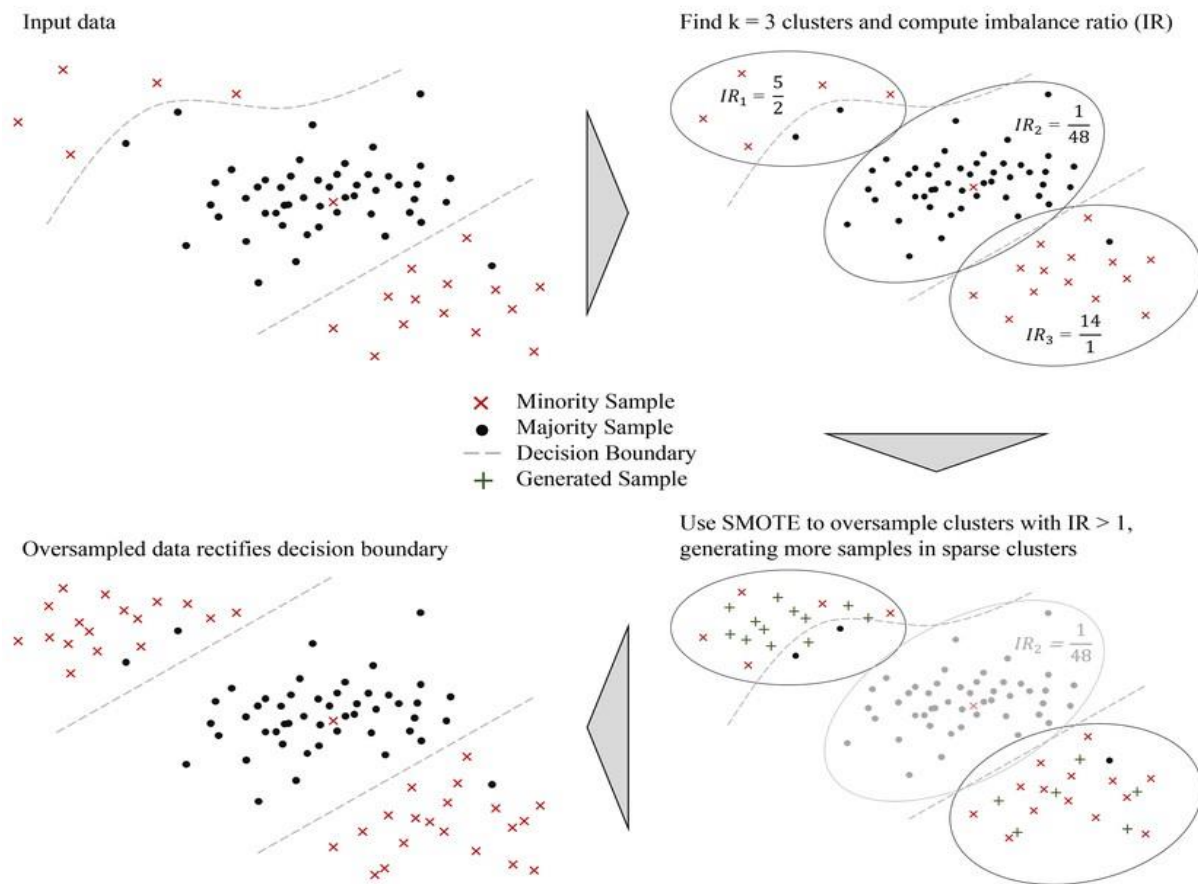 Input data
Find k = 3 clusters and compute imbalance ratio (IR)
IR₁ = 5/2
IR₂ = 1/48
IR₃ = 14/1
Minority Sample
Majority Sample
Decision Boundary
Generated Sample
Oversampled data rectifies decision boundary
Use SMOTE to oversample clusters with IR > 1,
generating more samples in sparse clusters
IR₂ = 1/48